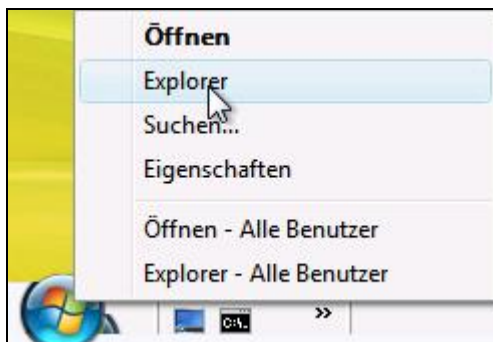 Öffnen
Explorer
Suchen...
Eigenschaften
Öffnen - Alle Benutzer
Explorer - Alle Benutzer
C:\. »